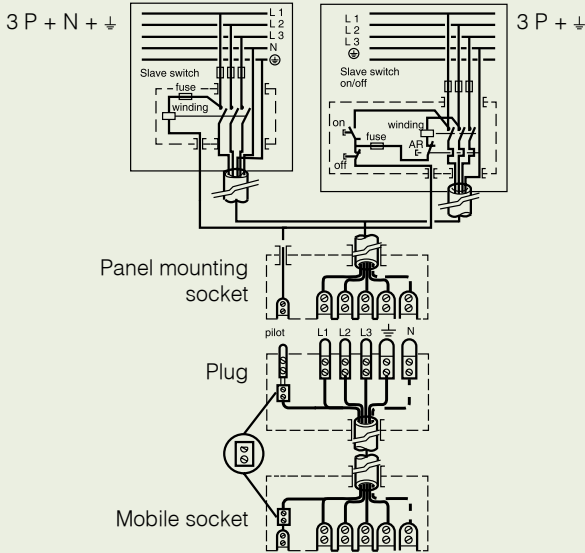 3 P + N + ⏚
L 1
L 2
L 3
N
Slave switch
fuse
winding
3 P + ⏚
L 1
L 2
L 3
Slave switch
on/off
on
winding
fuse
AR
off
Panel mounting
socket
pilot
L1
L2
L3
N
Plug
Mobile socket